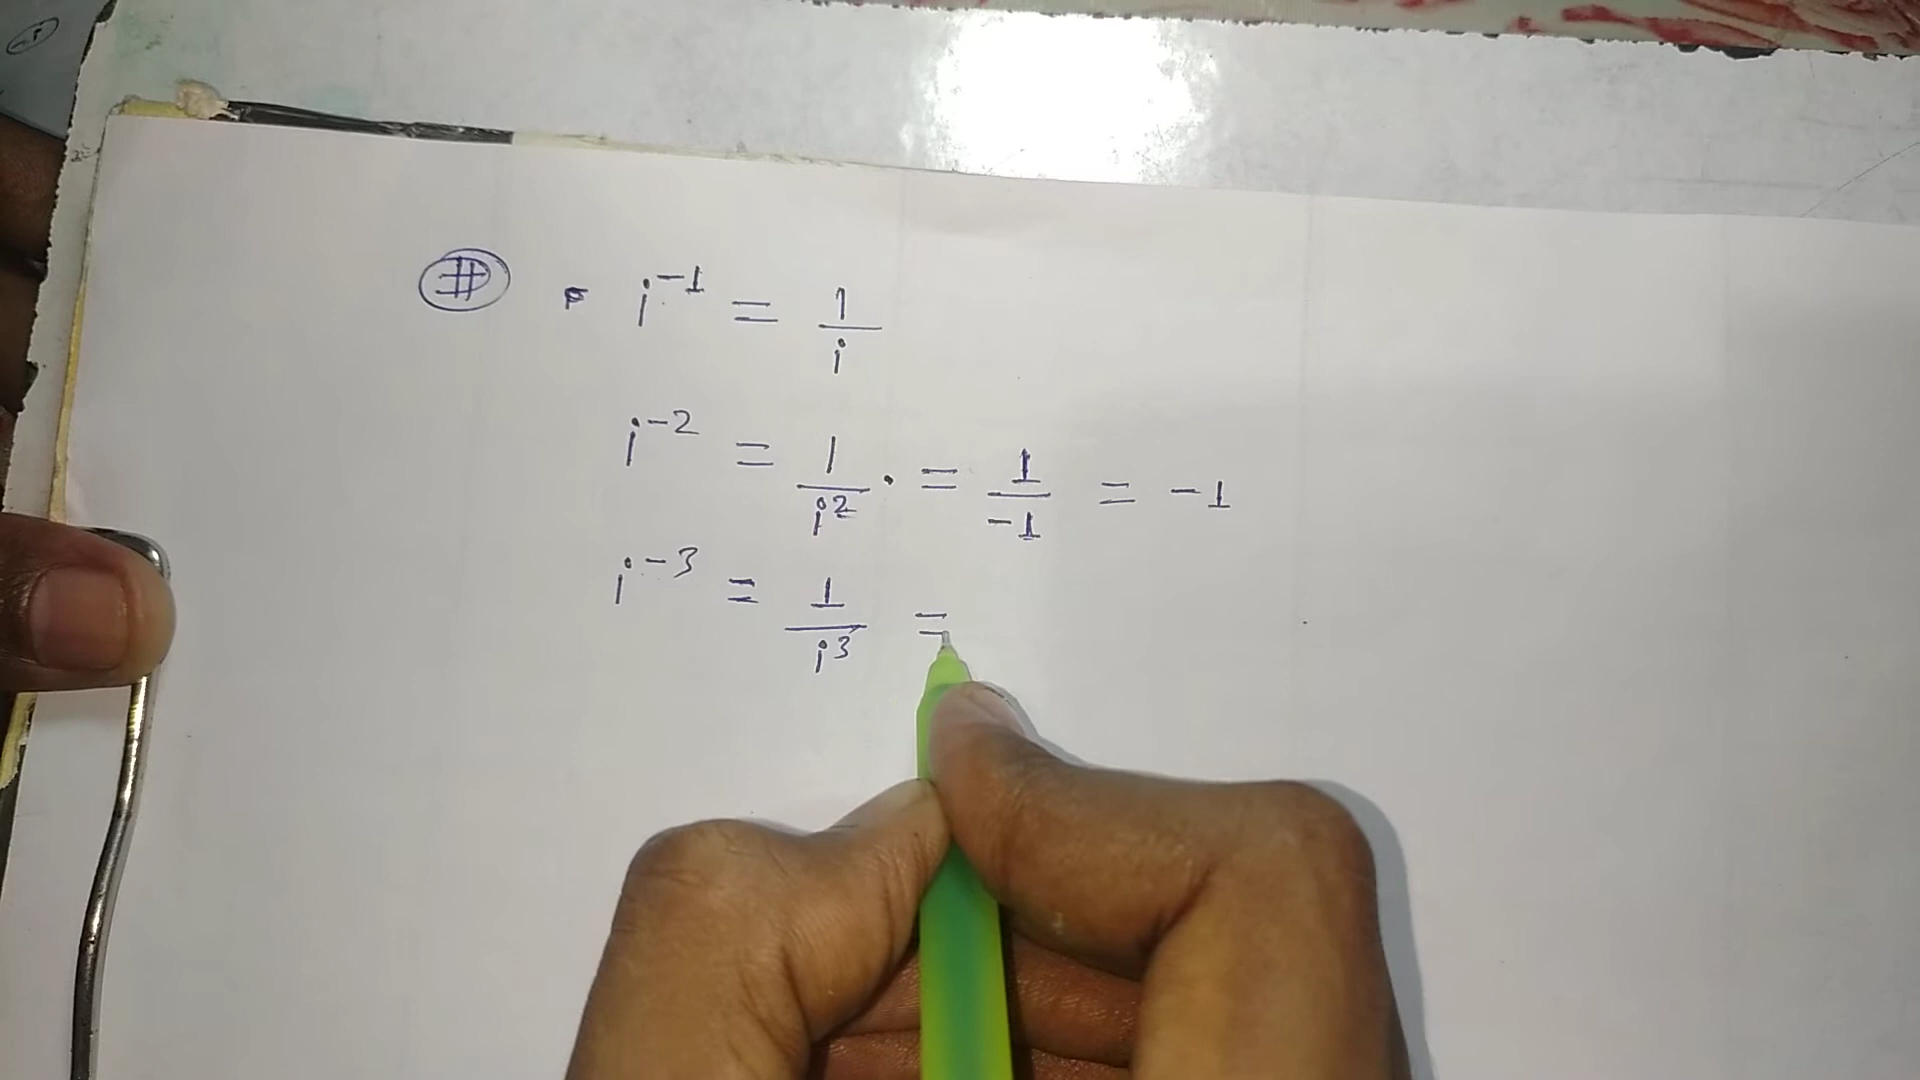 # i⁻¹ = 1/i
i⁻² = 1/i² · = 1/-1 = -1
i⁻³ = 1/i³ =